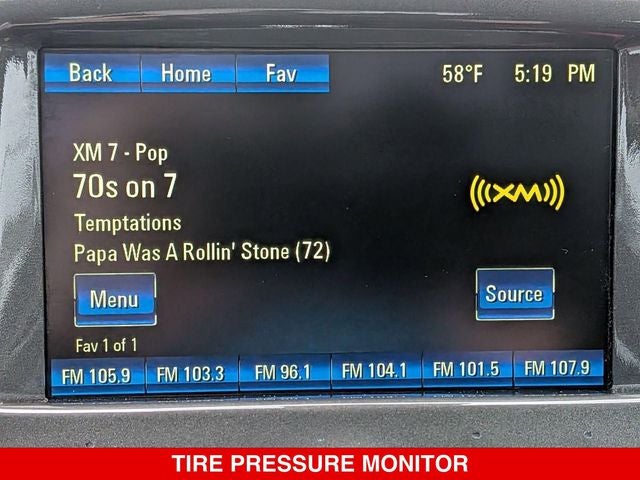 Back Home Fav 58°F 5:19 PM
XM 7 - Pop
70s on 7
((XM))
Temptations
Papa Was A Rollin' Stone (72)
Menu Source
Fav 1 of 1
FM 105.9 FM 103.3 FM 96.1 FM 104.1 FM 101.5 FM 107.9
TIRE PRESSURE MONITOR